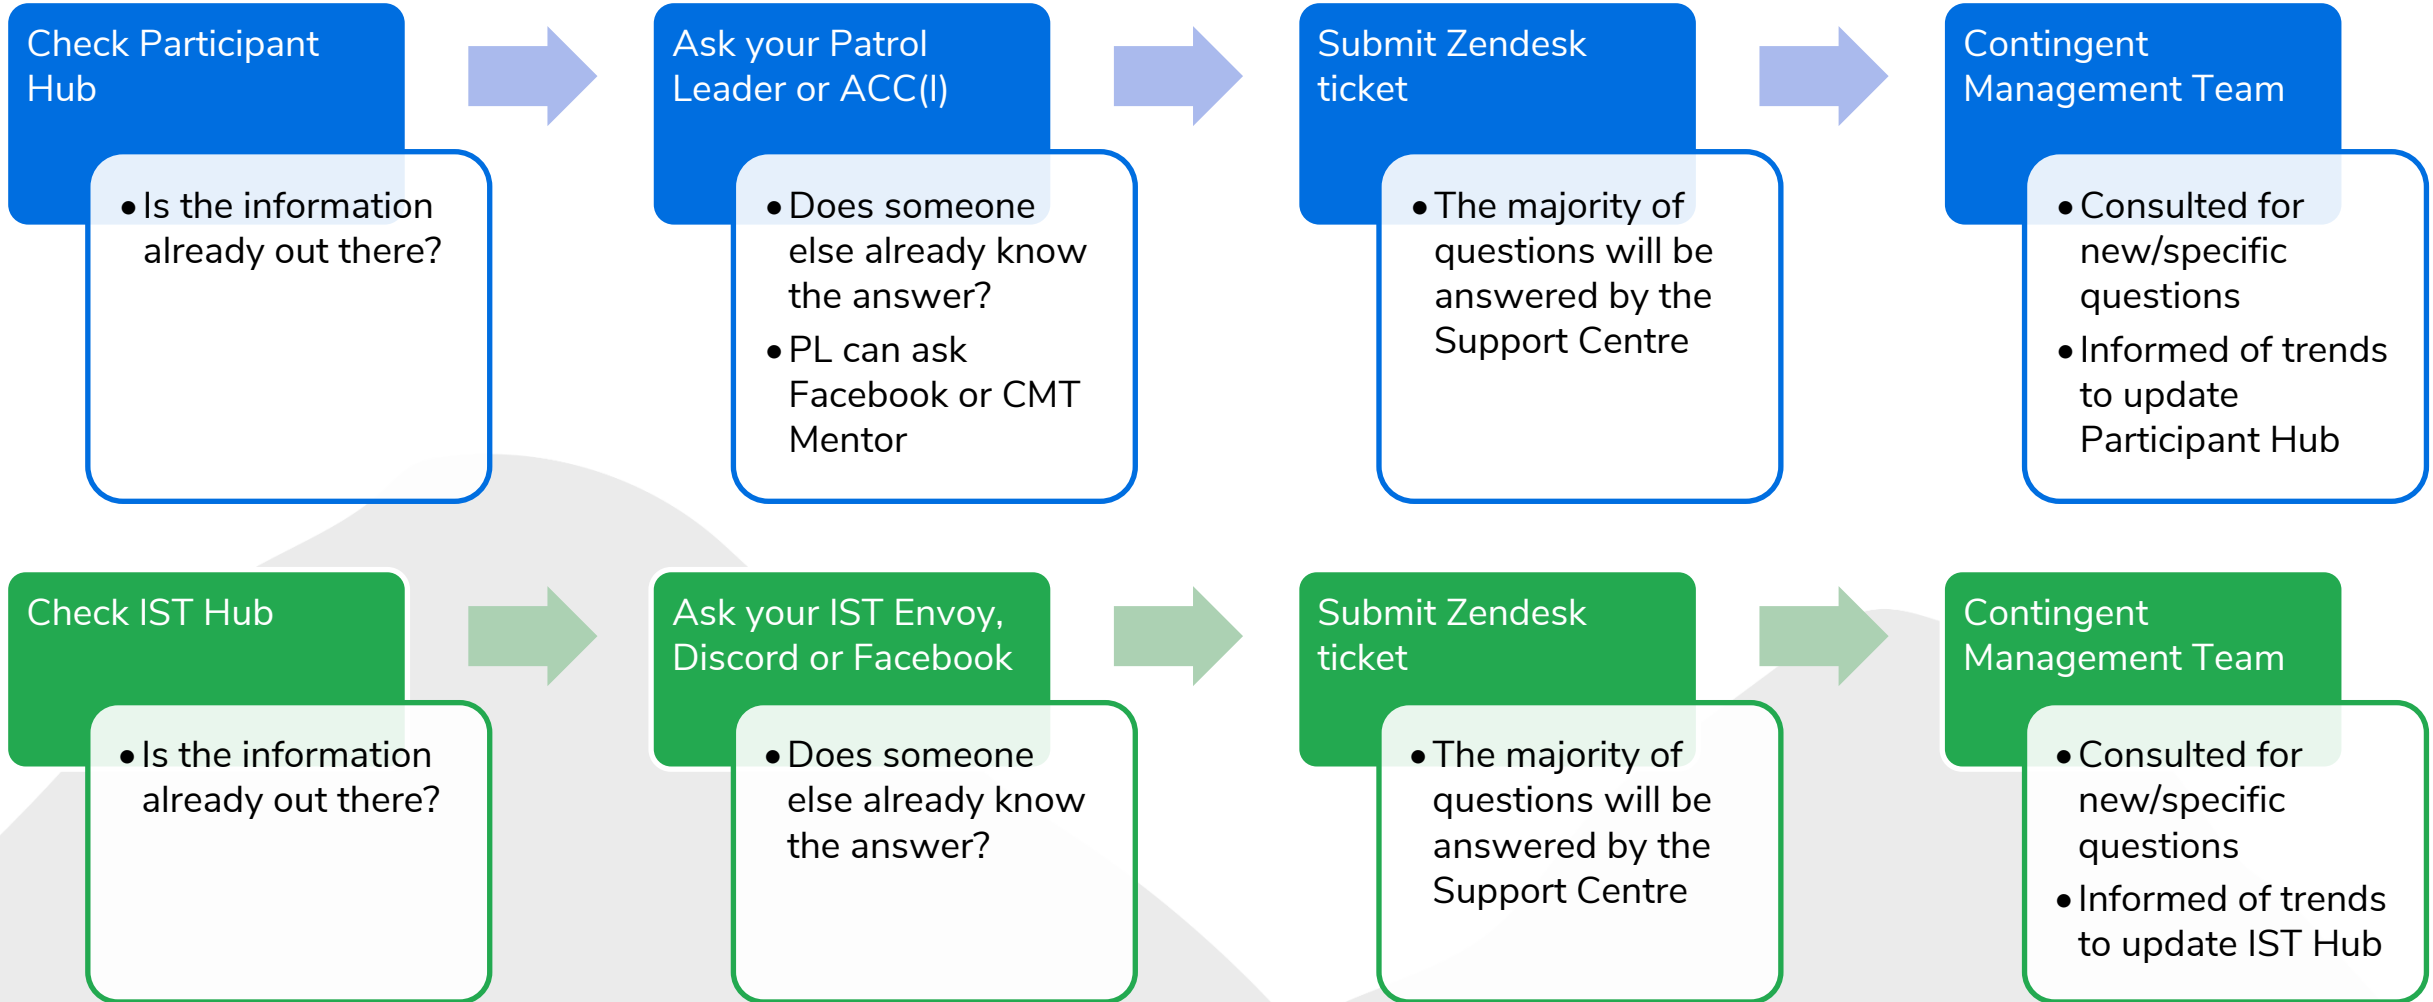 Check Participant
Hub
• Is the information
already out there?
Ask your Patrol
Leader or ACC(I)
• Does someone
else already know
the answer?
• PL can ask
Facebook or CMT
Mentor
Submit Zendesk
ticket
• The majority of
questions will be
answered by the
Support Centre
Contingent
Management Team
• Consulted for
new/specific
questions
• Informed of trends
to update
Participant Hub
Check IST Hub
• Is the information
already out there?
Ask your IST Envoy,
Discord or Facebook
• Does someone
else already know
the answer?
Submit Zendesk
ticket
• The majority of
questions will be
answered by the
Support Centre
Contingent
Management Team
• Consulted for
new/specific
questions
• Informed of trends
to update IST Hub